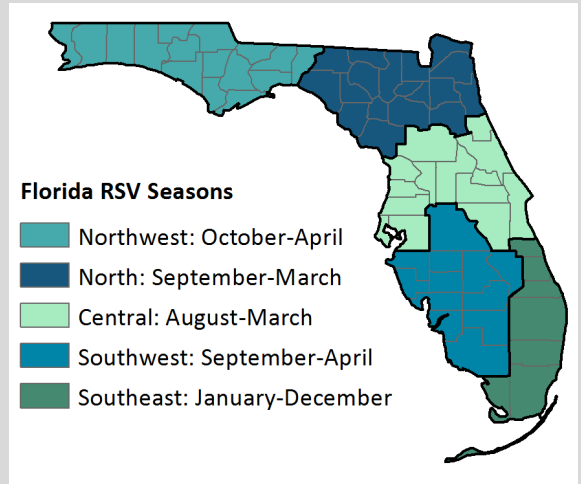 Florida RSV Seasons
Northwest: October-April
North: September-March
Central: August-March
Southwest: September-April
Southeast: January-December